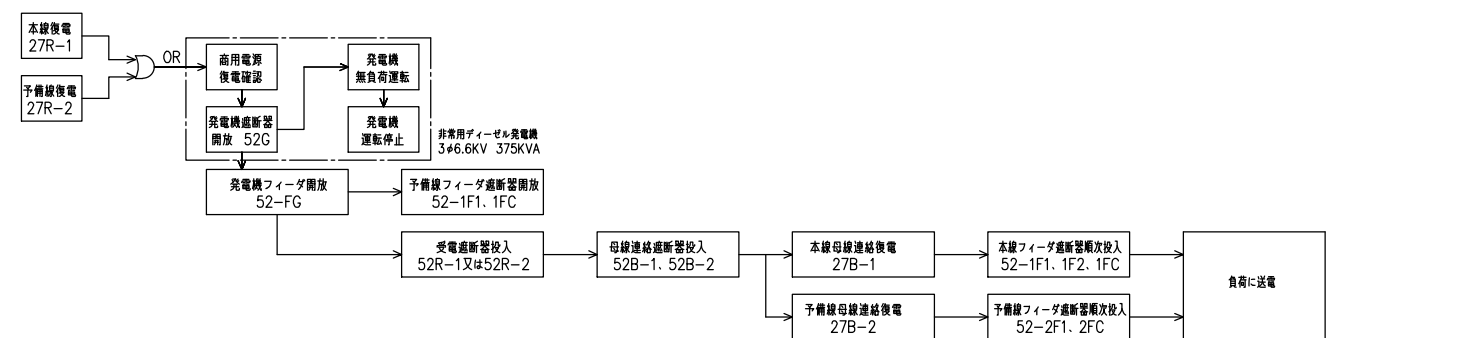 本線復電
27R-1
予備線復電
27R-2
OR
商用電源
復電確認
発電機遮断器
開放 52G
発電機
無負荷運転
発電機
運転停止
非常用ディーゼル発電機
3φ6.6KV 375KVA
発電機フィーダ開放
52-FG
予備線フィーダ遮断器開放
52-1F1、1FC
受電遮断器投入
52R-1又は52R-2
母線連絡遮断器投入
52B-1、52B-2
本線母線連絡復電
27B-1
本線フィーダ遮断器順次投入
52-1F1、1F2、1FC
予備線母線連絡復電
27B-2
予備線フィーダ遮断器順次投入
52-2F1、2FC
負荷に送電